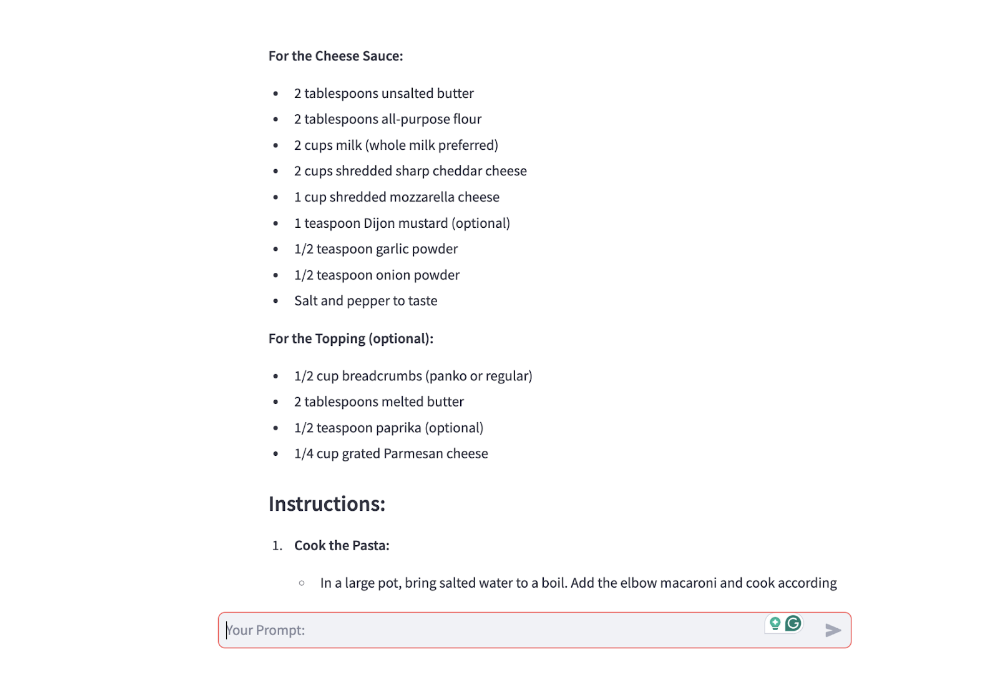 For the Cheese Sauce:
• 2 tablespoons unsalted butter
• 2 tablespoons all-purpose flour
• 2 cups milk (whole milk preferred)
• 2 cups shredded sharp cheddar cheese
• 1 cup shredded mozzarella cheese
• 1 teaspoon Dijon mustard (optional)
• 1/2 teaspoon garlic powder
• 1/2 teaspoon onion powder
• Salt and pepper to taste
For the Topping (optional):
• 1/2 cup breadcrumbs (panko or regular)
• 2 tablespoons melted butter
• 1/2 teaspoon paprika (optional)
• 1/4 cup grated Parmesan cheese
Instructions:
1. Cook the Pasta:
○ In a large pot, bring salted water to a boil. Add the elbow macaroni and cook according
Your Prompt: